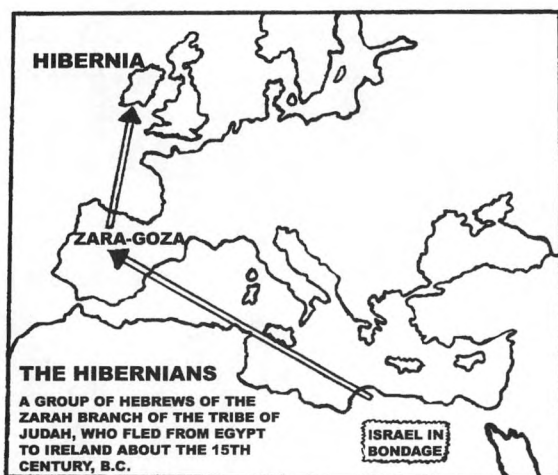 HIBERNIA
ZARA-GOZA
THE HIBERNIANS
A GROUP OF HEBREWS OF THE
ZARAH BRANCH OF THE TRIBE OF
JUDAH, WHO FLED FROM EGYPT
TO IRELAND ABOUT THE 15TH
CENTURY, B.C.
ISRAEL IN
BONDAGE